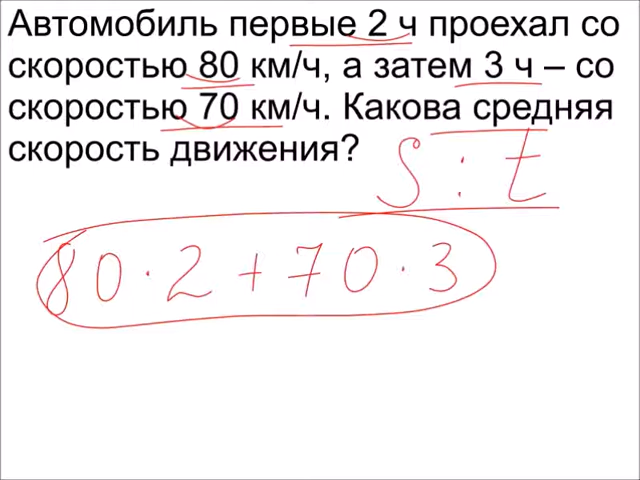 Автомобиль первые 2 ч проехал со
скоростью 80 км/ч, а затем 3 ч – со
скоростью 70 км/ч. Какова средняя
скорость движения?
S : t
80 · 2 + 70 · 3